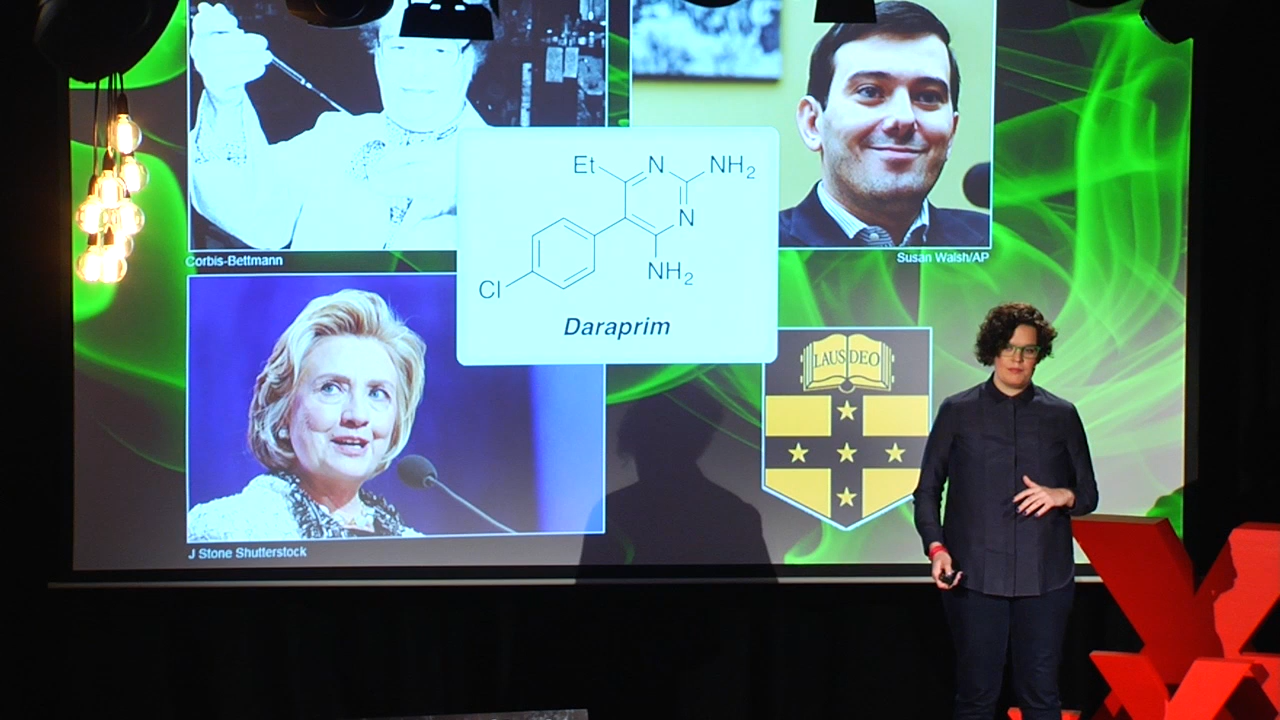 Et
N
NH2
N
NH2
Cl
Daraprim
Corbis-Bettmann
Susan Walsh/AP
LAUS DEO
J Stone Shutterstock
X